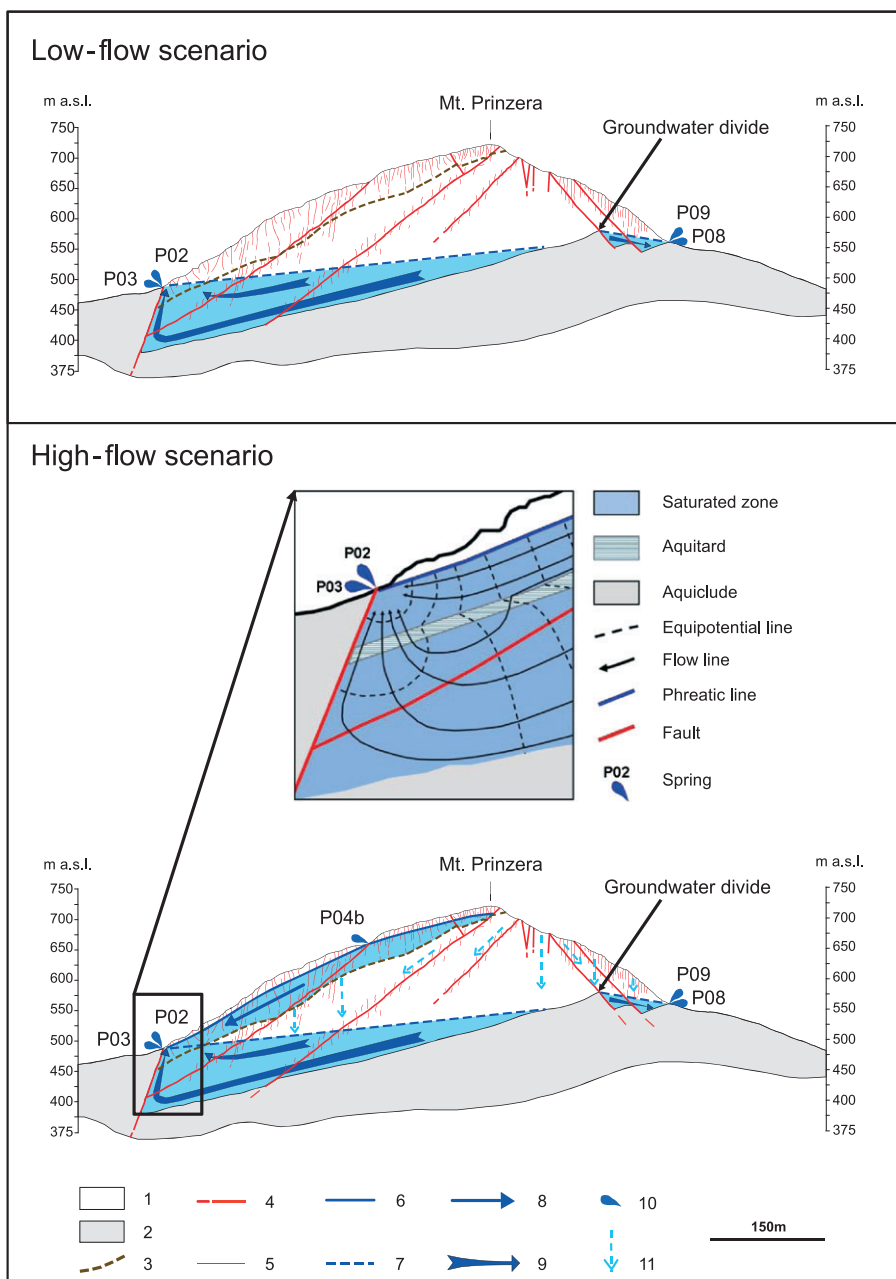 Low-flow scenario
m a.s.l.
Mt. Prinzera
m a.s.l.
Groundwater divide
750
700
650
600
550
500
450
400
375
750
700
650
600
550
500
450
400
375
P02
P03
P09
P08
High-flow scenario
P02
P03
Saturated zone
Aquitard
Aquiclude
Equipotential line
Flow line
Phreatic line
Fault
P02
Spring
m a.s.l.
Mt. Prinzera
m a.s.l.
Groundwater divide
P04b
750
700
650
600
550
500
450
400
375
750
700
650
600
550
500
450
400
375
P02
P03
P09
P08
1 4 6 8 10
2
3 5 7 9 11
150m